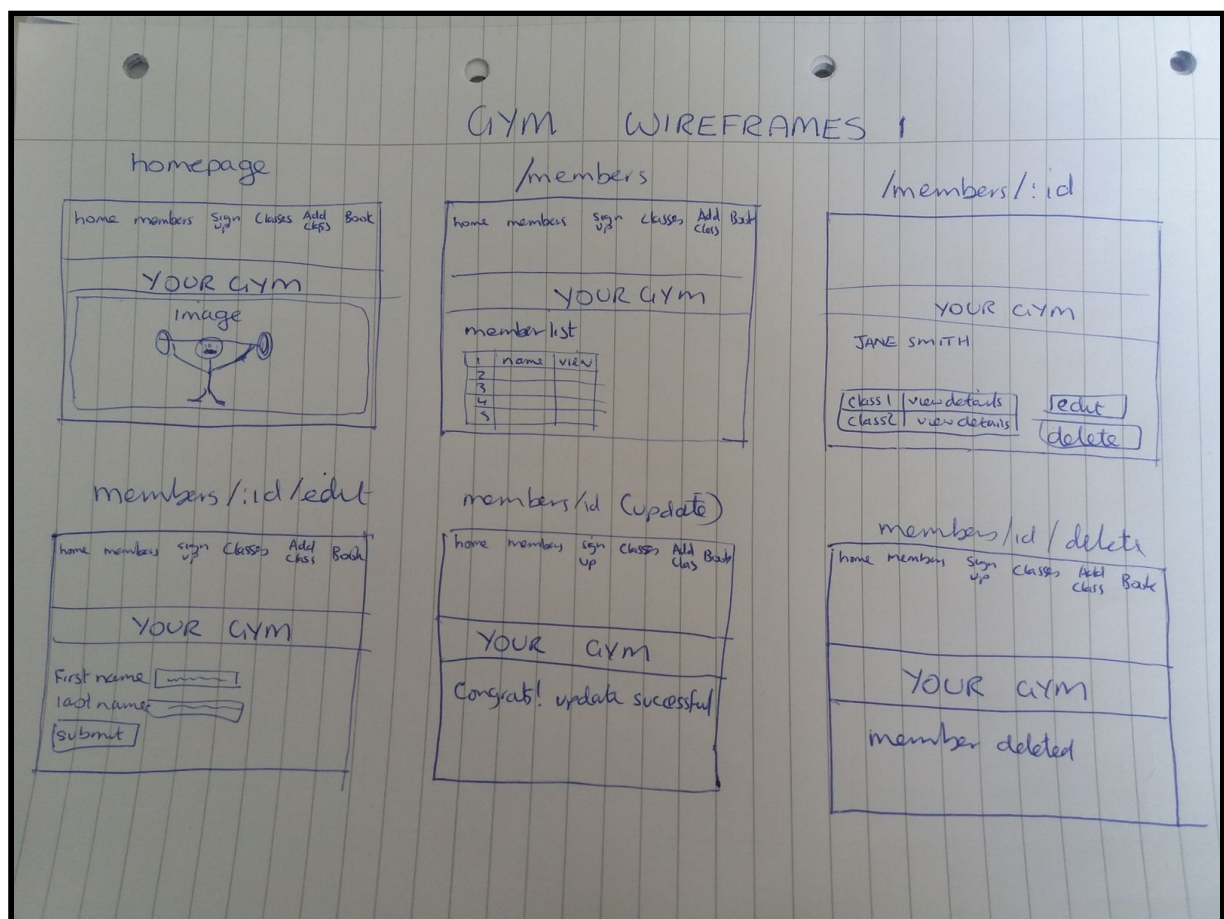 GYM WIREFRAMES 1
homepage
home members Sign up Classes Add Class Book
YOUR GYM
image
/members
home members Sign up Classes Add Class Book
YOUR GYM
member list
1 name view
2
3
4
5
/members/:id
YOUR GYM
JANE SMITH
class1 view details
class2 view details
edit
delete
members/:id/edit
home members sign up Classes Add Class Book
YOUR GYM
First name
last name
submit
members/id (update)
home members sign up Classes Add Clas Book
YOUR GYM
Congrats! update sucessful
members/id/delete
home members Sign up Classes Add Class Book
YOUR GYM
member deleted